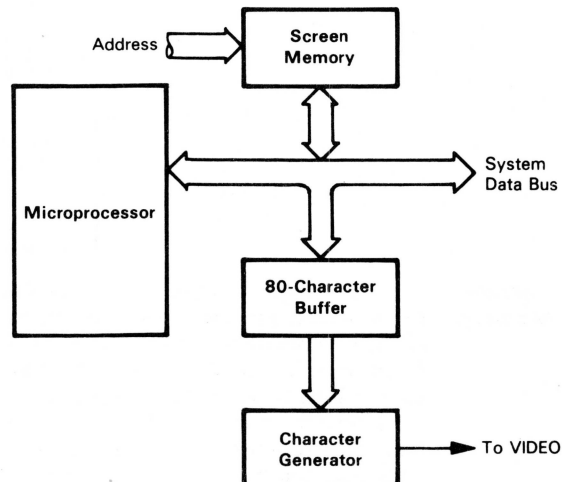 Address
Screen
Memory
System
Data Bus
Microprocessor
80-Character
Buffer
Character
Generator
To VIDEO